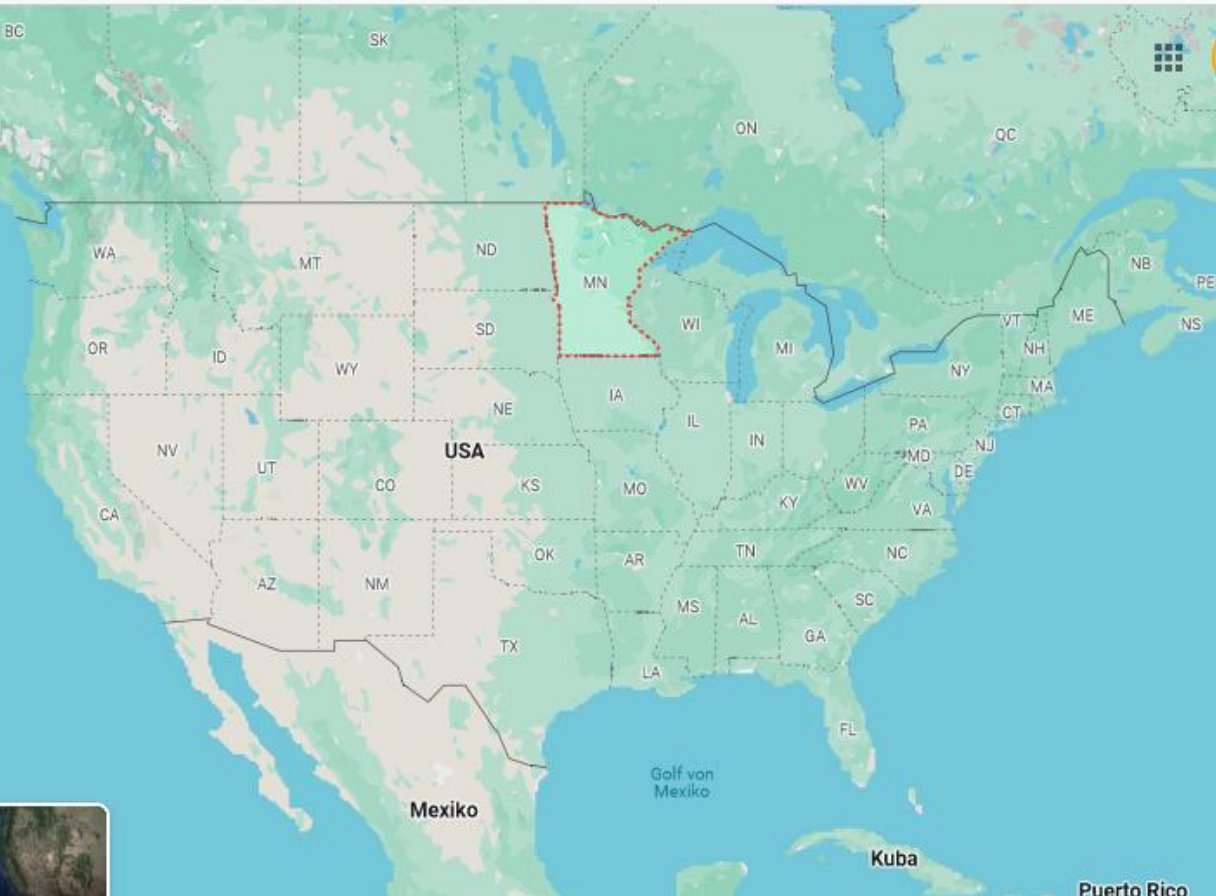 BC
SK
ON
QC
WA
MT
ND
MN
NB
PE
OR
ID
WY
SD
WI
MI
VT
ME
NS
NH
NY
MA
NE
IA
CT
NV
UT
CO
USA
KS
MO
IL
IN
PA
NJ
MD
DE
WV
KY
VA
CA
AZ
NM
OK
AR
TN
NC
TX
MS
AL
GA
SC
LA
FL
Golf von
Mexiko
Mexiko
Kuba
Puerto Rico